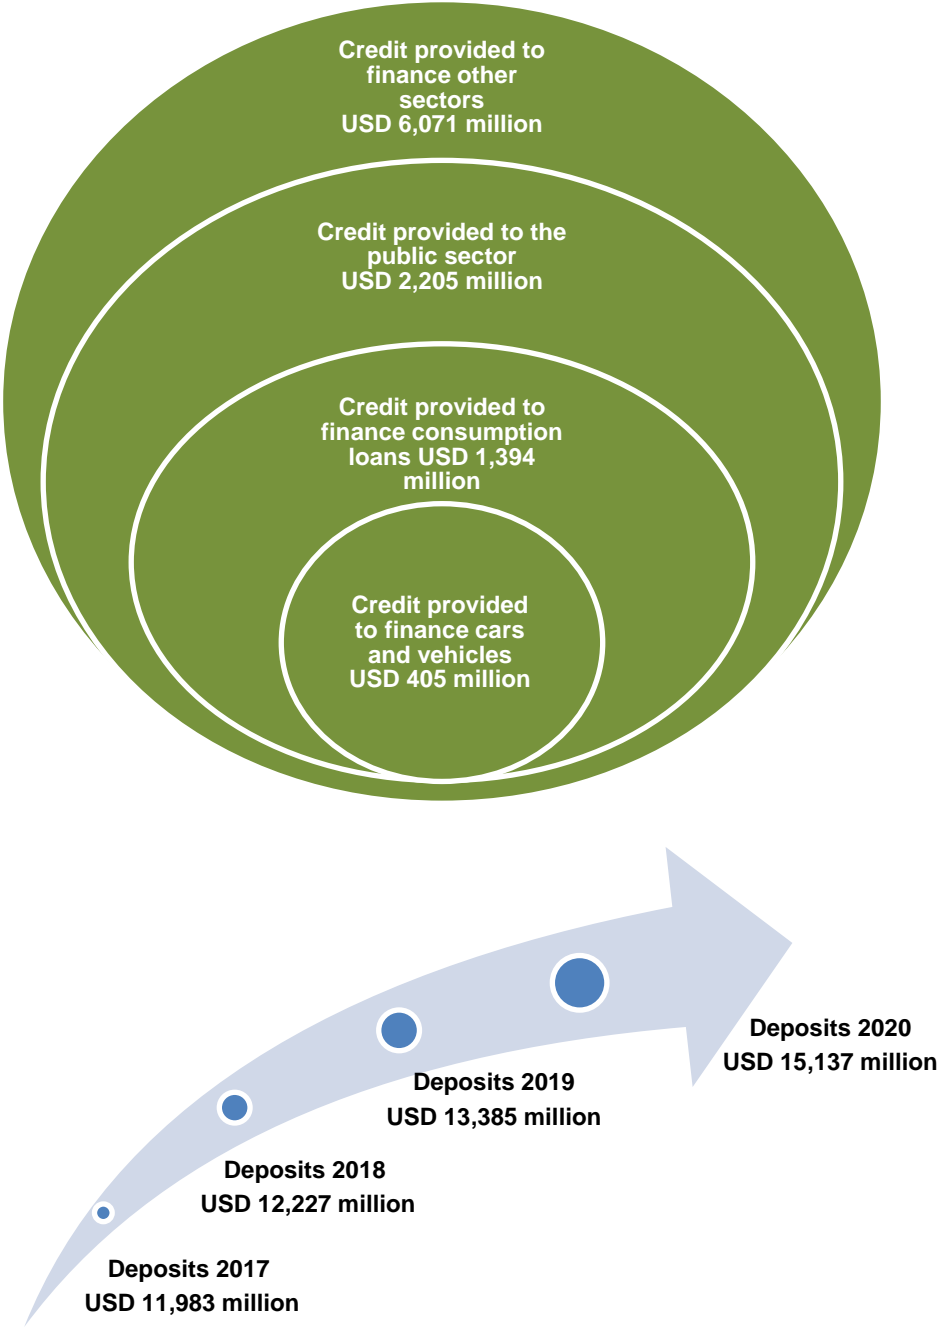 Credit provided to
finance other
sectors
USD 6,071 million
Credit provided to the
public sector
USD 2,205 million
Credit provided to
finance consumption
loans USD 1,394
million
Credit provided
to finance cars
and vehicles
USD 405 million
Deposits 2020
USD 15,137 million
Deposits 2019
USD 13,385 million
Deposits 2018
USD 12,227 million
Deposits 2017
USD 11,983 million